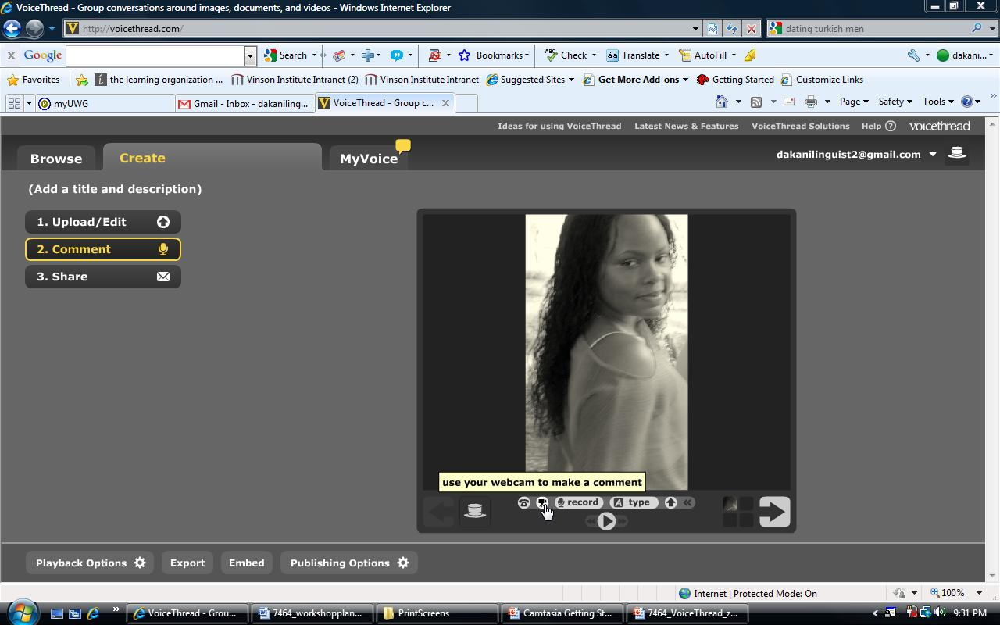 VoiceThread - Group conversations around images, documents, and videos - Windows Internet Explorer
http://voicethread.com/
dating turkish men
x Google Search Bookmarks ABC Check āa Translate AutoFill dakani...
Favorites the learning organization ... Vinson Institute Intranet (2) Vinson Institute Intranet Suggested Sites Get More Add-ons Getting Started Customize Links
myUWG Gmail - Inbox - dakaniling... VoiceThread - Group c... x Page Safety Tools
Ideas for using VoiceThread Latest News & Features VoiceThread Solutions Help ? voicethread
Browse Create MyVoice dakanilinguist2@gmail.com
(Add a title and description)
1. Upload/Edit
2. Comment
3. Share
use your webcam to make a comment
record A type
Playback Options Export Embed Publishing Options
Internet | Protected Mode: On 100%
VoiceThread - Grou... 7464_workshopplan... PrintScreens Camtasia Getting St... 7464_VoiceThread_z... 9:31 PM